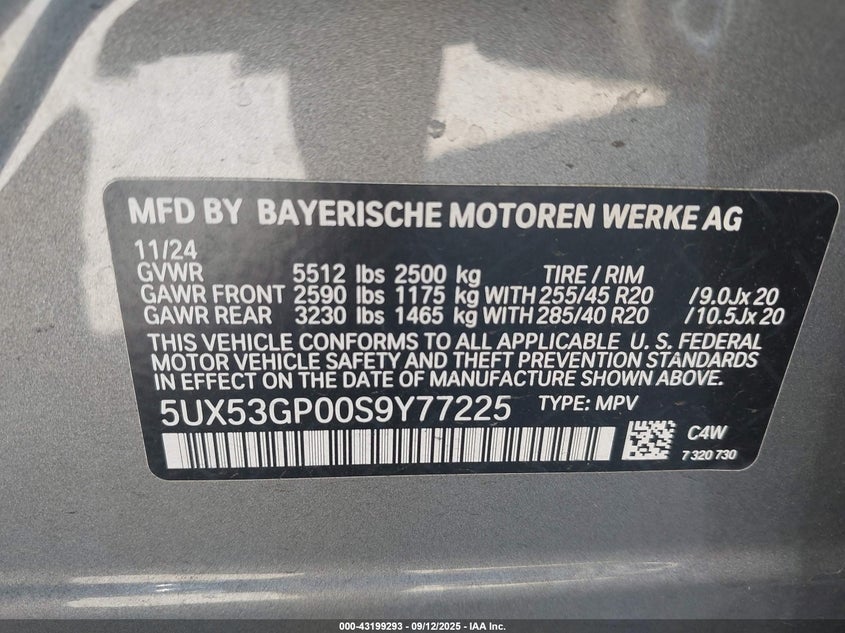 MFD BY BAYERISCHE MOTOREN WERKE AG
11/24
GVWR 5512 lbs 2500 kg TIRE / RIM
GAWR FRONT 2590 lbs 1175 kg WITH 255/45 R20 /9.0Jx 20
GAWR REAR 3230 lbs 1465 kg WITH 285/40 R20 /10.5Jx 20
THIS VEHICLE CONFORMS TO ALL APPLICABLE U. S. FEDERAL
MOTOR VEHICLE SAFETY AND THEFT PREVENTION STANDARDS
IN EFFECT ON THE DATE OF MANUFACTURE SHOWN ABOVE.
5UX53GP00S9Y77225 TYPE: MPV
C4W
7 320 730
000-43199293 - 09/12/2025 - IAA Inc.